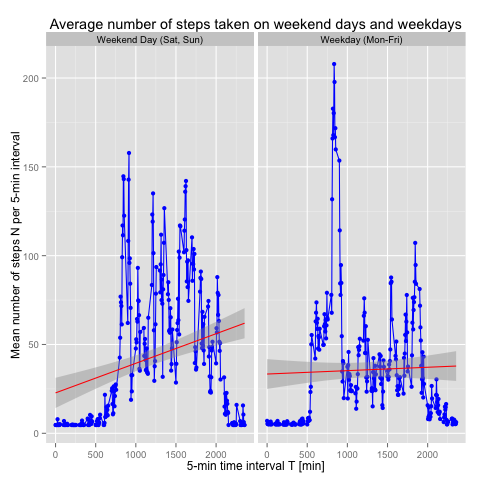 Average number of steps taken on weekend days and weekdays
Weekend Day (Sat, Sun)
Weekday (Mon-Fri)
Mean number of steps N per 5-min interval
200
150
100
50
0
0 500 1000 1500 2000
0 500 1000 1500 2000
5-min time interval T [min]